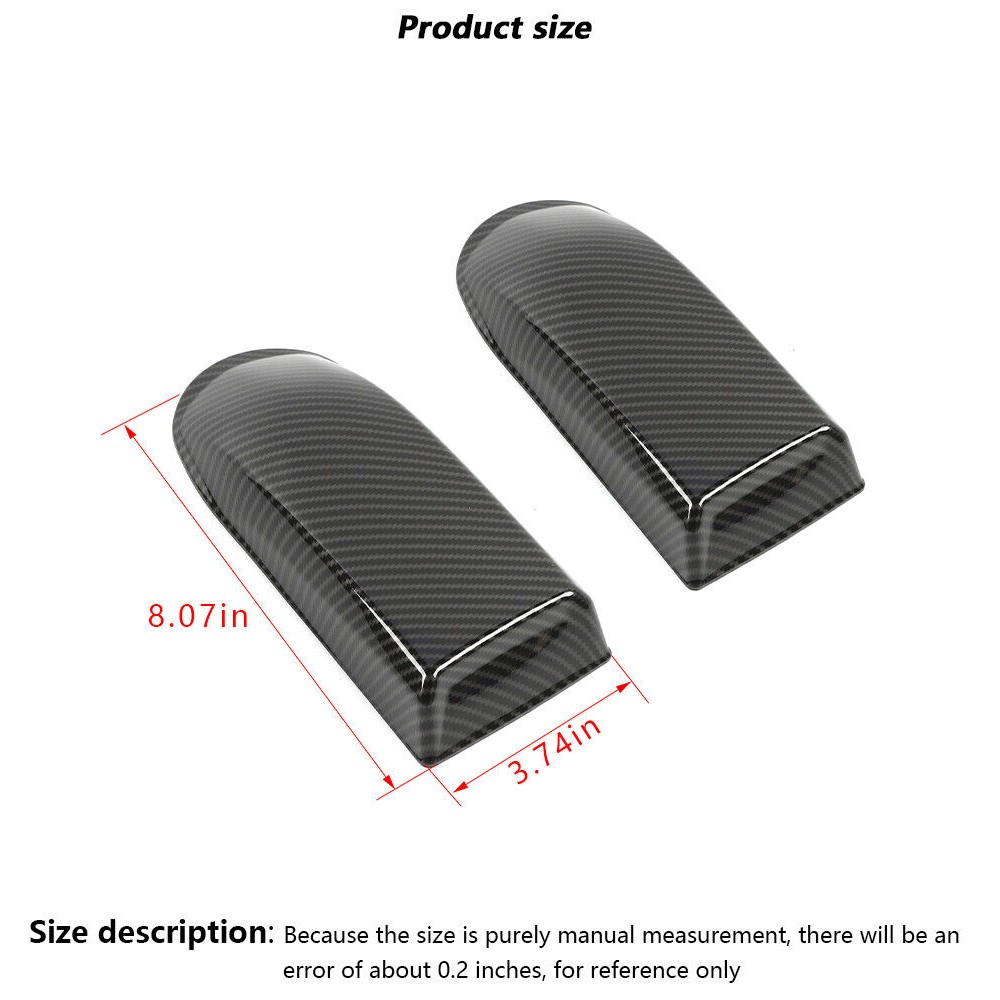 Product size
8.07in
3.74in
Size description: Because the size is purely manual measurement, there will be an
error of about 0.2 inches, for reference only